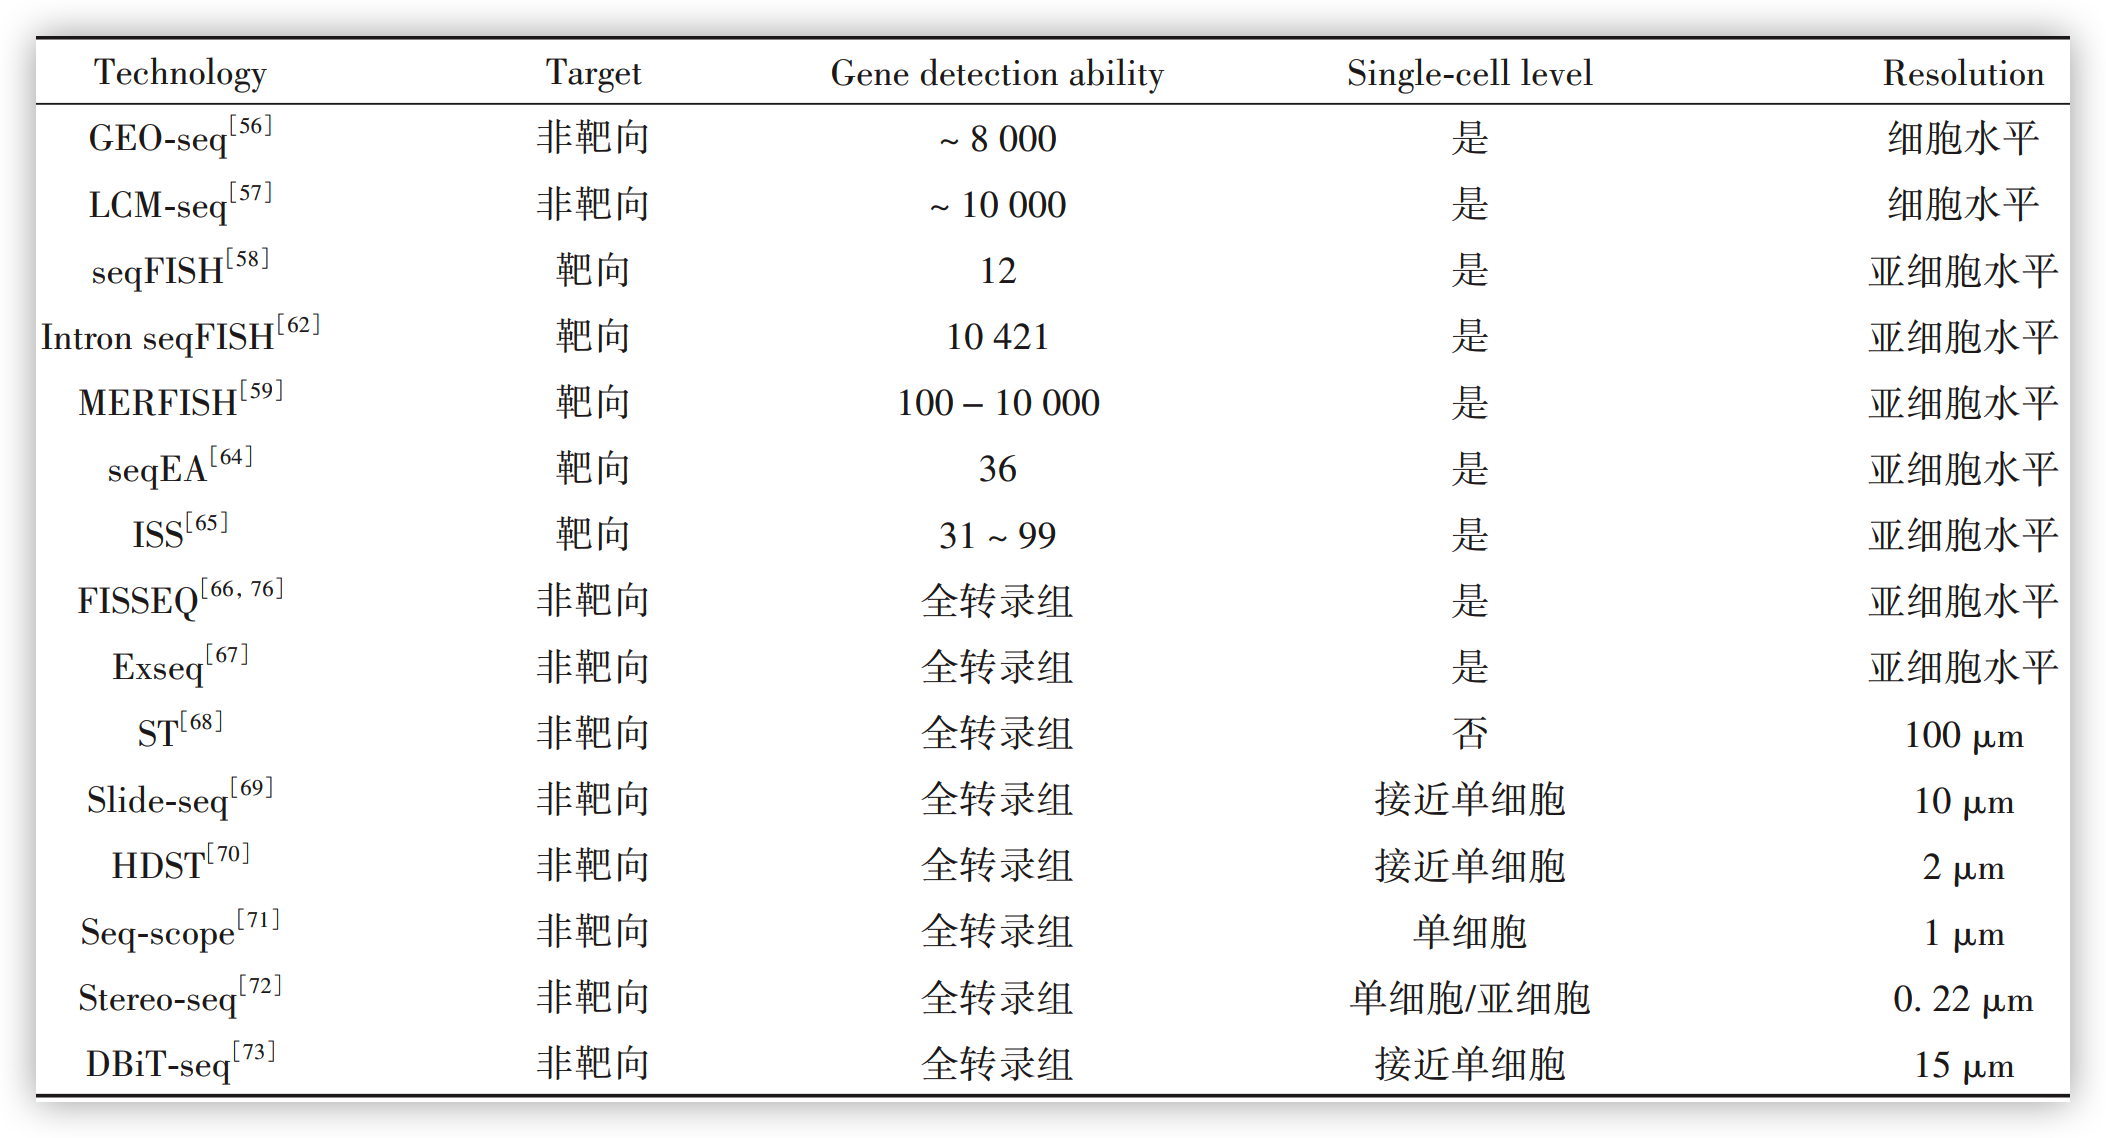 Technology Target Gene detection ability Single-cell level Resolution
GEO-seq[56] 非靶向 ~ 8 000 是 细胞水平
LCM-seq[57] 非靶向 ~ 10 000 是 细胞水平
seqFISH[58] 靶向 12 是 亚细胞水平
Intron seqFISH[62] 靶向 10 421 是 亚细胞水平
MERFISH[59] 靶向 100 – 10 000 是 亚细胞水平
seqEA[64] 靶向 36 是 亚细胞水平
ISS[65] 靶向 31 ~ 99 是 亚细胞水平
FISSEQ[66, 76] 非靶向 全转录组 是 亚细胞水平
Exseq[67] 非靶向 全转录组 是 亚细胞水平
ST[68] 非靶向 全转录组 否 100 μm
Slide-seq[69] 非靶向 全转录组 接近单细胞 10 μm
HDST[70] 非靶向 全转录组 接近单细胞 2 μm
Seq-scope[71] 非靶向 全转录组 单细胞 1 μm
Stereo-seq[72] 非靶向 全转录组 单细胞/亚细胞 0. 22 μm
DBiT-seq[73] 非靶向 全转录组 接近单细胞 15 μm